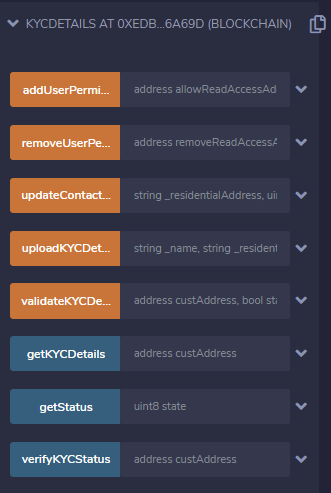 KYCDETAILS AT 0XEDB...6A69D (BLOCKCHAIN)
addUserPermi... address allowReadAccessAd
removeUserPe... address removeReadAccessA
updateContact... string _residentialAddress, uin
uploadKYCDet... string _name, string _resident
validateKYCDe... address custAddress, bool sta
getKYCDetails address custAddress
getStatus uint8 state
verifyKYCStatus address custAddress